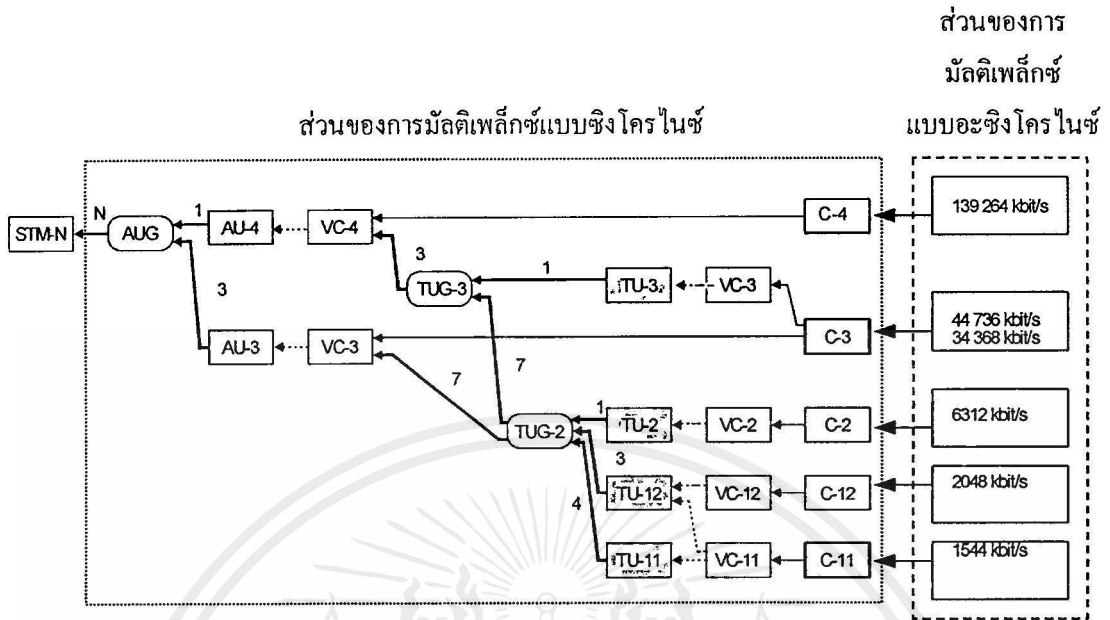 ส่วนของการ
มัลติเพล็กซ์
แบบอะซิงโครไนซ์
ส่วนของการมัลติเพล็กซ์แบบซิงโครไนซ์
STM-N
N
AUG
1
AU-4
VC-4
C-4
139 264 kbit/s
3
3
TUG-3
1
TU-3
VC-3
AU-3
VC-3
C-3
44 736 kbit/s
34 368 kbit/s
7
7
TUG-2
1
TU-2
VC-2
C-2
6312 kbit/s
3
TU-12
VC-12
C-12
2048 kbit/s
4
TU-11
VC-11
C-11
1544 kbit/s